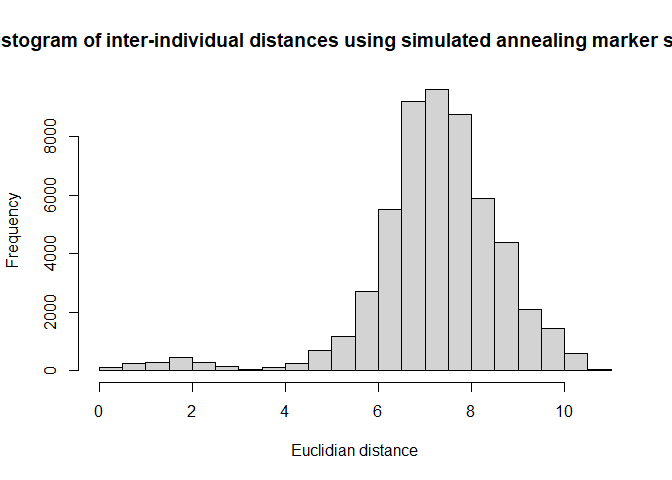 istogram of inter-individual distances using simulated annealing marker s
Frequency
0 2000 4000 6000 8000
0 2 4 6 8 10
Euclidian distance